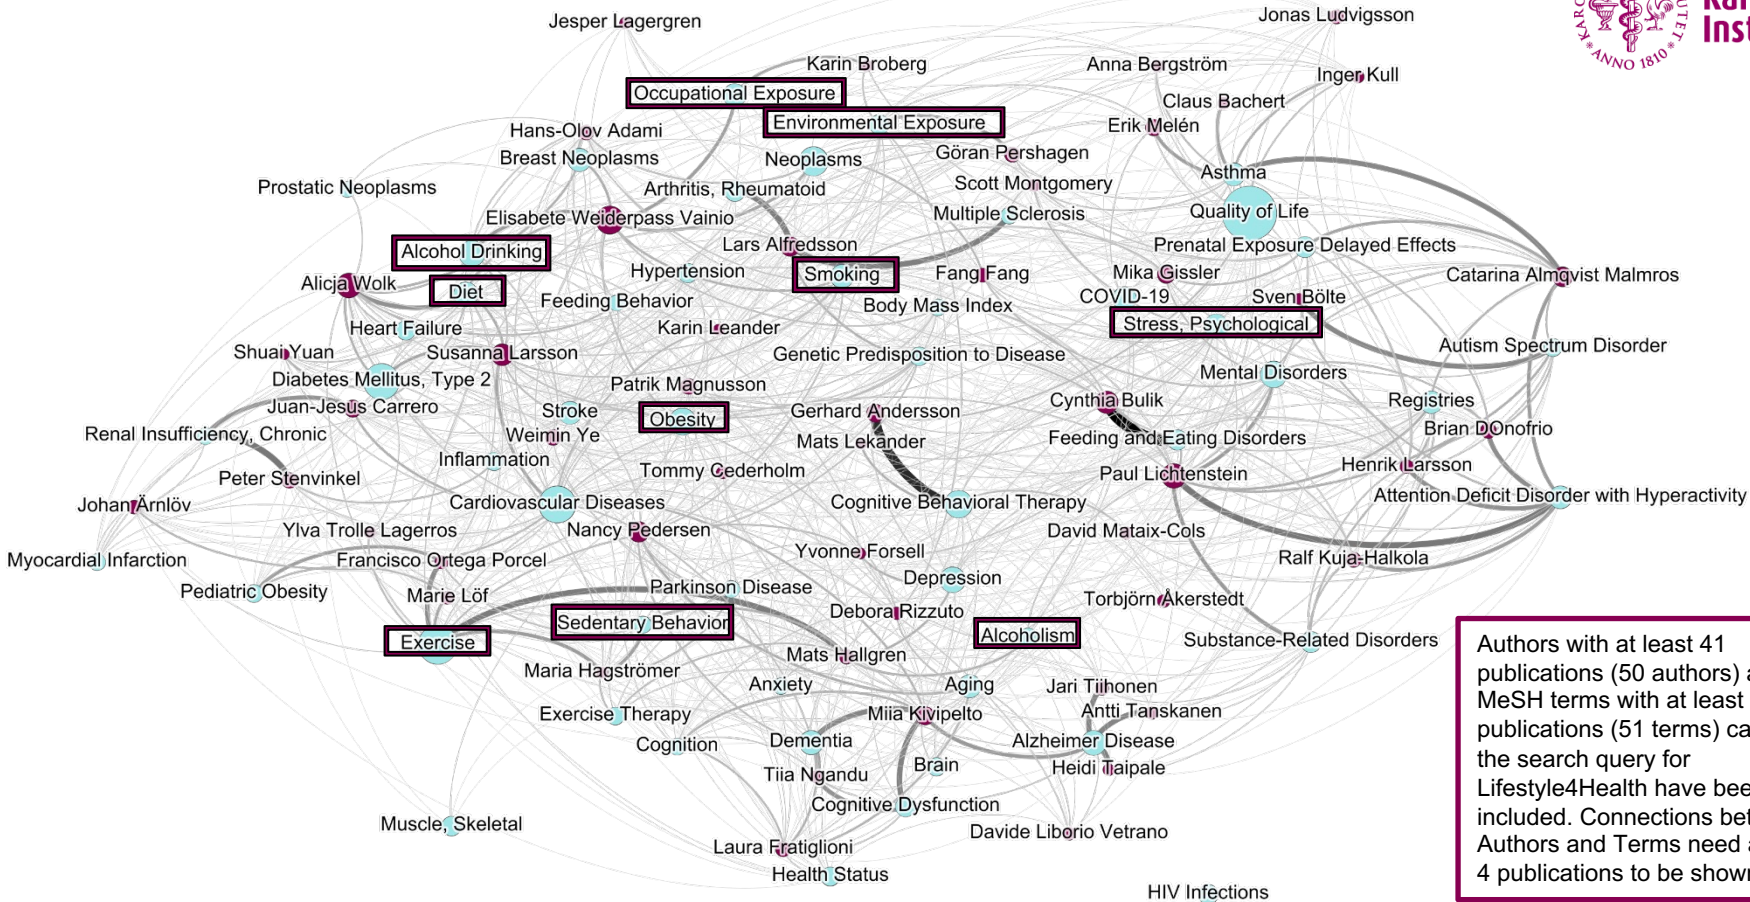 Jesper Lagergren
Jonas Ludvigsson
ANNO 1810
Inst
Karin Broberg
Anna Bergström
Inger Kull
Occupational Exposure
Claus Bachert
Environmental Exposure
Erik Melén
Hans-Olov Adami
Breast Neoplasms
Neoplasms
Göran Pershagen
Asthma
Prostatic Neoplasms
Arthritis, Rheumatoid
Scott Montgomery
Elisabete Weiderpass Vainio
Multiple Sclerosis
Quality of Life
Alcohol Drinking
Lars Alfredsson
Prenatal Exposure Delayed Effects
Alicja Wolk
Diet
Hypertension
Smoking
Fang Fang
Mika Gissler
Catarina Almqvist Malmros
Feeding Behavior
Body Mass Index
COVID-19
Sven Bölte
Heart Failure
Karin Leander
Stress, Psychological
Shuai Yuan
Susanna Larsson
Genetic Predisposition to Disease
Autism Spectrum Disorder
Diabetes Mellitus, Type 2
Patrik Magnusson
Mental Disorders
Juan-Jesus Carrero
Stroke
Obesity
Gerhard Andersson
Cynthia Bulik
Registries
Renal Insufficiency, Chronic
Weimin Ye
Mats Lekander
Feeding and Eating Disorders
Brian DOnofrio
Inflammation
Peter Stenvinkel
Tommy Cederholm
Paul Lichtenstein
Henrik Larsson
Johan Ärnlöv
Cardiovascular Diseases
Cognitive Behavioral Therapy
Attention Deficit Disorder with Hyperactivity
Ylva Trolle Lagerros
Nancy Pedersen
David Mataix-Cols
Myocardial Infarction
Francisco Ortega Porcel
Yvonne Forsell
Ralf Kuja-Halkola
Pediatric Obesity
Marie Löf
Parkinson Disease
Depression
Sedentary Behavior
Debora Rizzuto
Torbjörn Åkerstedt
Exercise
Alcoholism
Substance-Related Disorders
Maria Hagströmer
Mats Hallgren
Anxiety
Aging
Jari Tiihonen
Exercise Therapy
Miia Kivipelto
Antti Tanskanen
Cognition
Dementia
Alzheimer Disease
Tiia Ngandu
Brain
Heidi Taipale
Cognitive Dysfunction
Muscle, Skeletal
Davide Liborio Vetrano
Laura Fratiglioni
Health Status
HIV Infections
Authors with at least 41
publications (50 authors) a
MeSH terms with at least
publications (51 terms) ca
the search query for
Lifestyle4Health have bee
included. Connections bet
Authors and Terms need a
4 publications to be shown